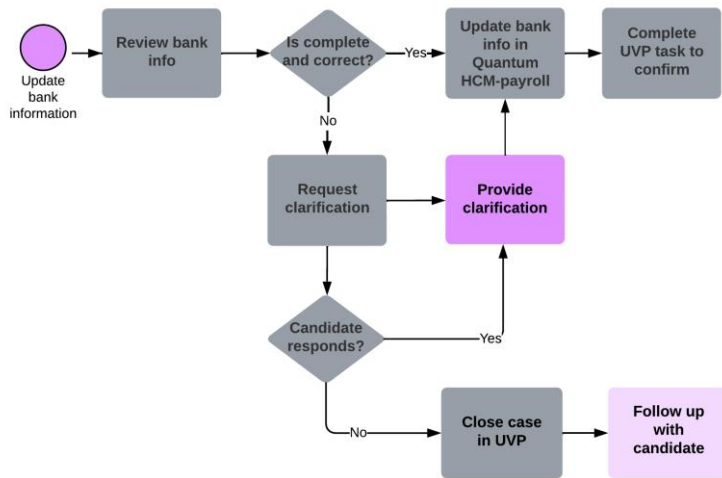 Update
bank
information
Review bank
info
Is complete
and correct?
Yes
Update bank
info in
Quantum
HCM-payroll
Complete
UVP task to
confirm
No
Request
clarification
Provide
clarification
Candidate
responds?
Yes
No
Close case
in UVP
Follow up
with
candidate